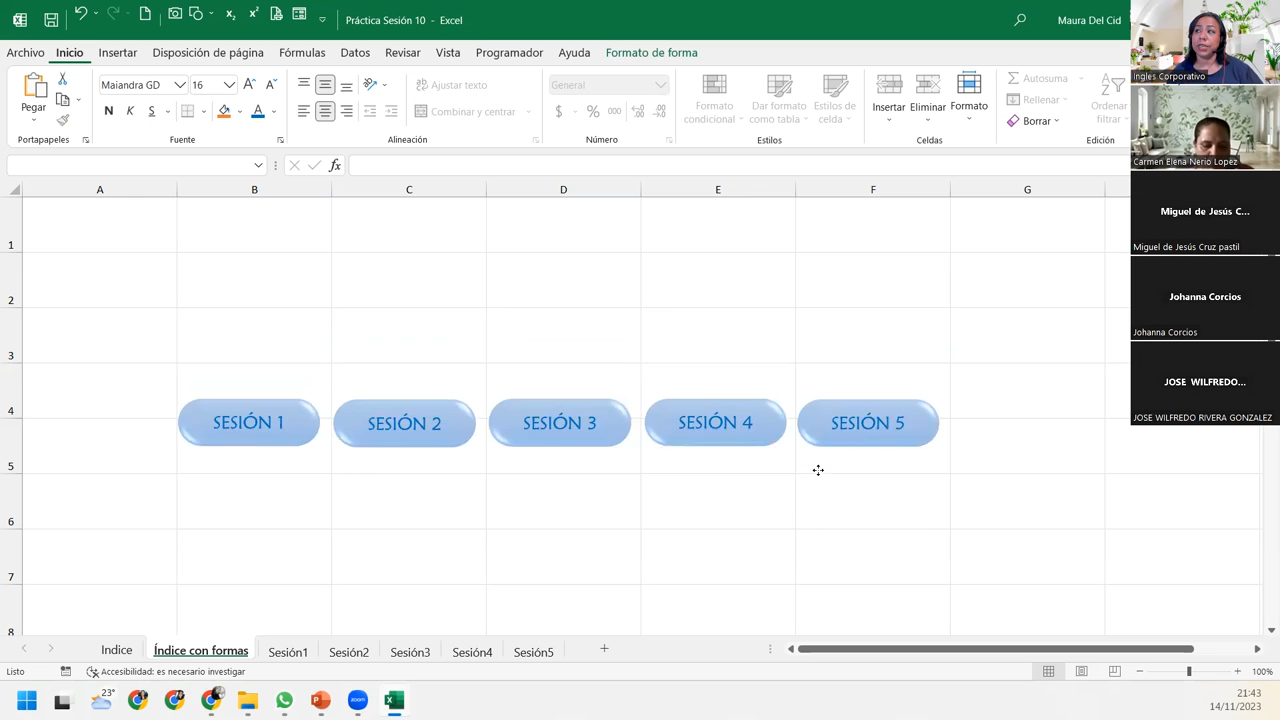 Práctica Sesión 10 - Excel
Maura Del Cid
Archivo Inicio Insertar Disposición de página Fórmulas Datos Revisar Vista Programador Ayuda Formato de forma
Pegar
Portapapeles
Maiandra GD 16
N K S
Fuente
Ajustar texto
Combinar y centrar
Alineación
General
$ % 000
Número
Formato condicional
Dar formato como tabla
Estilos de celda
Estilos
Insertar
Eliminar
Formato
Celdas
Autosuma
Rellenar
Borrar
Ordenar filtrar
Edición
fx
A B C D E F G
1
2
3
4
5
6
7
8
SESIÓN 1 SESIÓN 2 SESIÓN 3 SESIÓN 4 SESIÓN 5
Ingles Corporativo
Carmen Elena Nerio Lopez
Miguel de Jesús C...
Miguel de Jesús Cruz pastil
Johanna Corcios
Johanna Corcios
JOSE WILFREDO...
JOSE WILFREDO RIVERA GONZALEZ
Indice Índice con formas Sesión1 Sesión2 Sesión3 Sesión4 Sesión5
Listo
Accesibilidad: es necesario investigar
100%
23°
zoom
21:43
14/11/2023